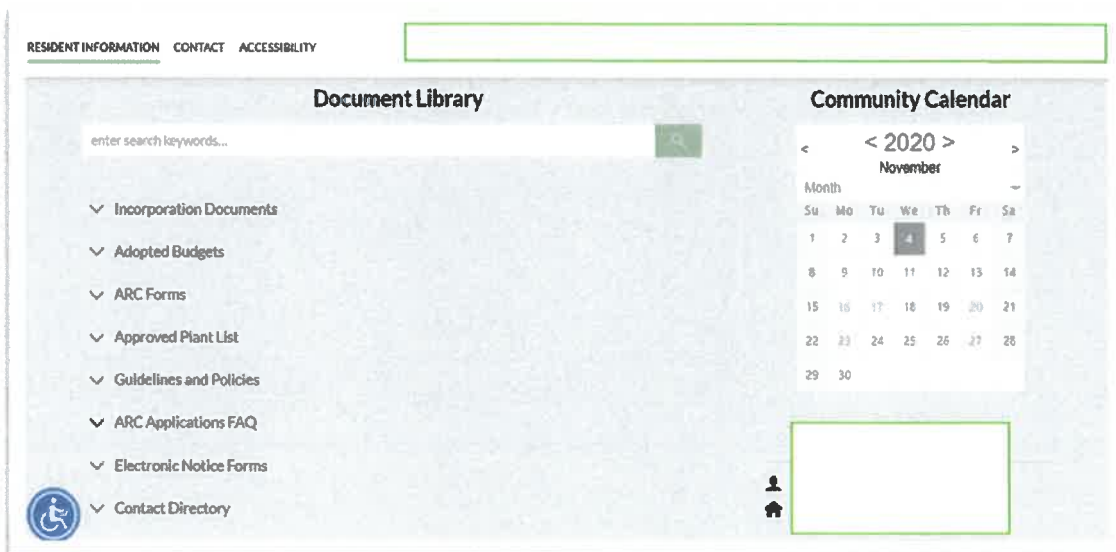 RESIDENT INFORMATION CONTACT ACCESSIBILITY
Document Library
enter search keywords...
Incorporation Documents
Adopted Budgets
ARC Forms
Approved Plant List
Guidelines and Policies
ARC Applications FAQ
Electronic Notice Forms
Contact Directory
Community Calendar
< 2020 >
< November >
Month
Su Mo Tu We Th Fr Sa
1 2 3 4 5 6 7
8 9 10 11 12 13 14
15 16 17 18 19 20 21
22 23 24 25 26 27 28
29 30